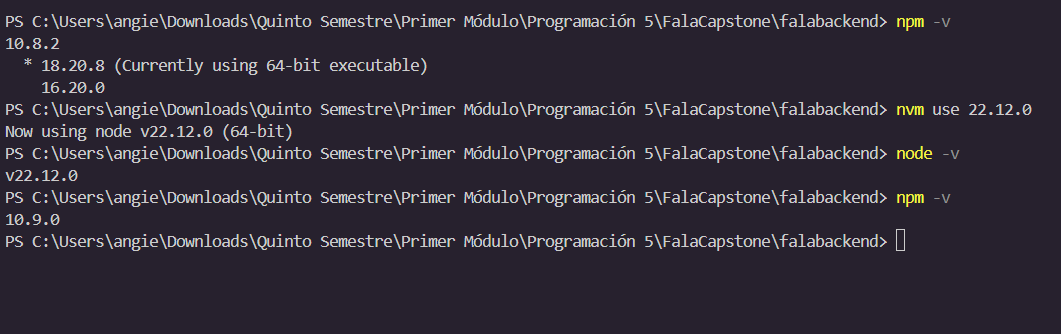 PS C:\Users\angie\Downloads\Quinto Semestre\Primer Módulo\Programación 5\FalaCapstone\falabackend> npm -v
10.8.2
  * 18.20.8 (Currently using 64-bit executable)
    16.20.0
PS C:\Users\angie\Downloads\Quinto Semestre\Primer Módulo\Programación 5\FalaCapstone\falabackend> nvm use 22.12.0
Now using node v22.12.0 (64-bit)
PS C:\Users\angie\Downloads\Quinto Semestre\Primer Módulo\Programación 5\FalaCapstone\falabackend> node -v
v22.12.0
PS C:\Users\angie\Downloads\Quinto Semestre\Primer Módulo\Programación 5\FalaCapstone\falabackend> npm -v
10.9.0
PS C:\Users\angie\Downloads\Quinto Semestre\Primer Módulo\Programación 5\FalaCapstone\falabackend>